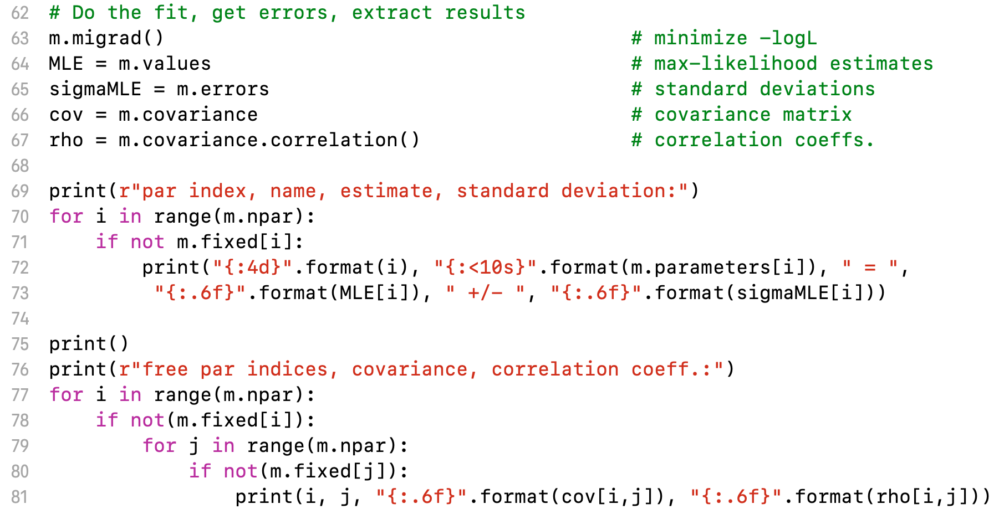 62 # Do the fit, get errors, extract results
63 m.migrad() # minimize -logL
64 MLE = m.values # max-likelihood estimates
65 sigmaMLE = m.errors # standard deviations
66 cov = m.covariance # covariance matrix
67 rho = m.covariance.correlation() # correlation coeffs.
68
69 print(r"par index, name, estimate, standard deviation:")
70 for i in range(m.npar):
71     if not m.fixed[i]:
72         print("{:4d}".format(i), "{:<10s}".format(m.parameters[i]), " = ",
73          "{:.6f}".format(MLE[i]), " +/- ", "{:.6f}".format(sigmaMLE[i]))
74
75 print()
76 print(r"free par indices, covariance, correlation coeff.:")
77 for i in range(m.npar):
78     if not(m.fixed[i]):
79         for j in range(m.npar):
80             if not(m.fixed[j]):
81                 print(i, j, "{:.6f}".format(cov[i,j]), "{:.6f}".format(rho[i,j]))